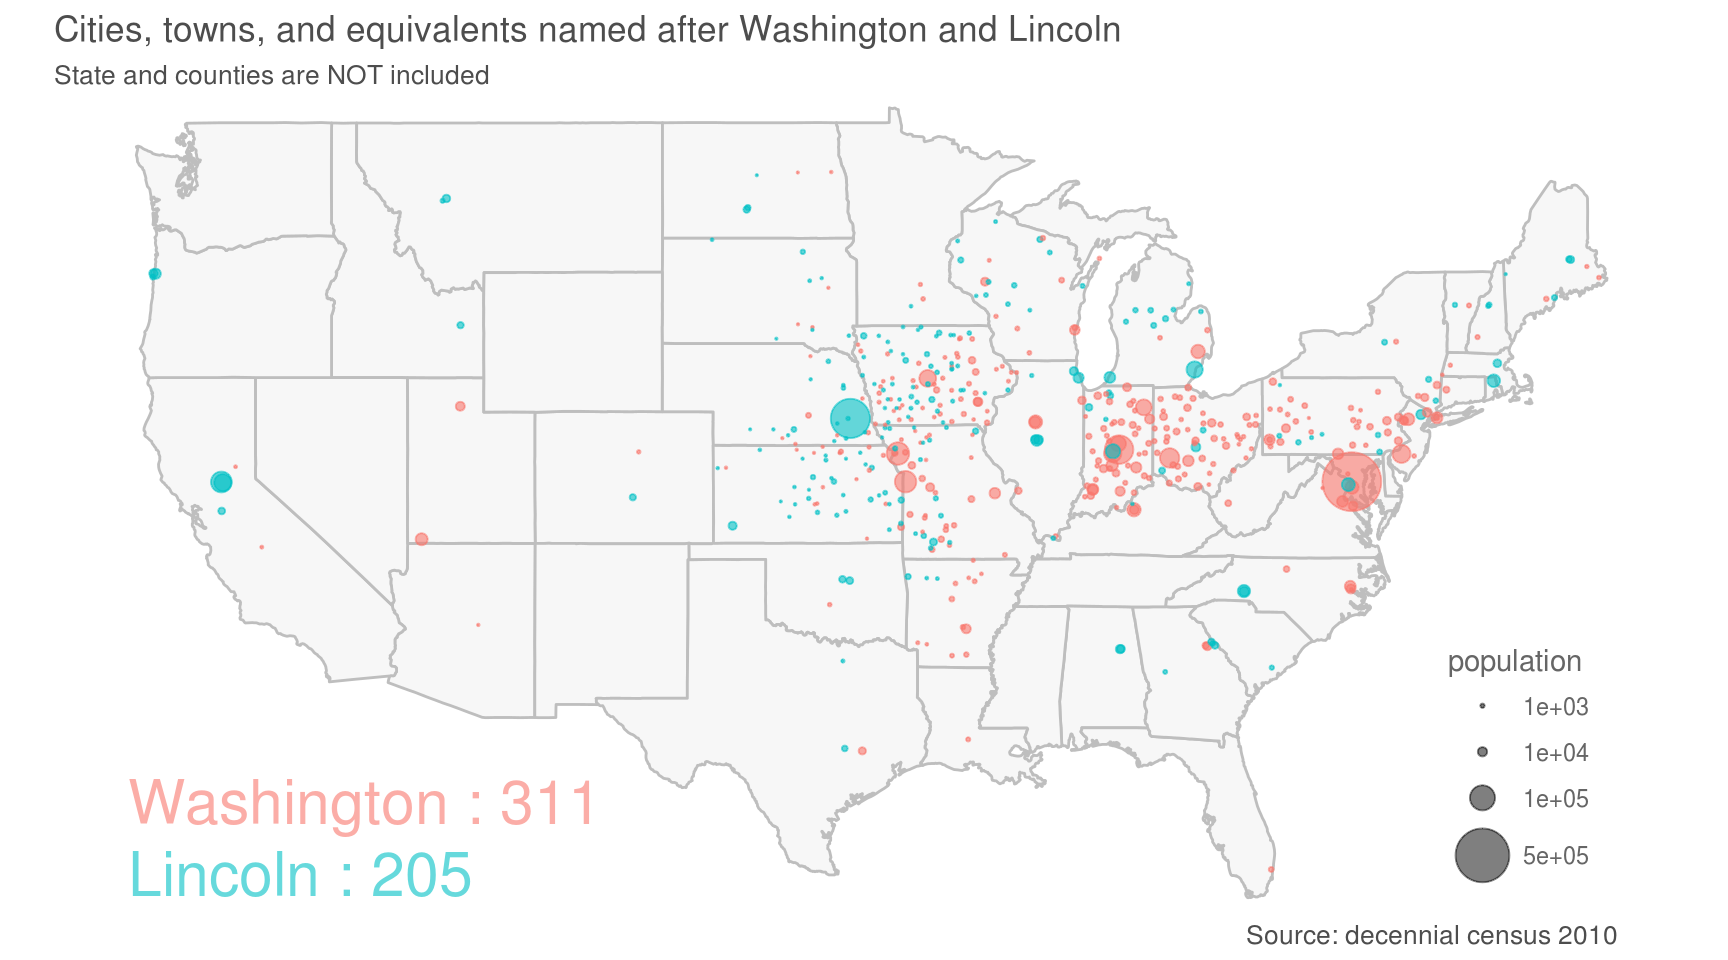 Cities, towns, and equivalents named after Washington and Lincoln
State and counties are NOT included
population
1e+03
1e+04
1e+05
5e+05
Washington : 311
Lincoln : 205
Source: decennial census 2010